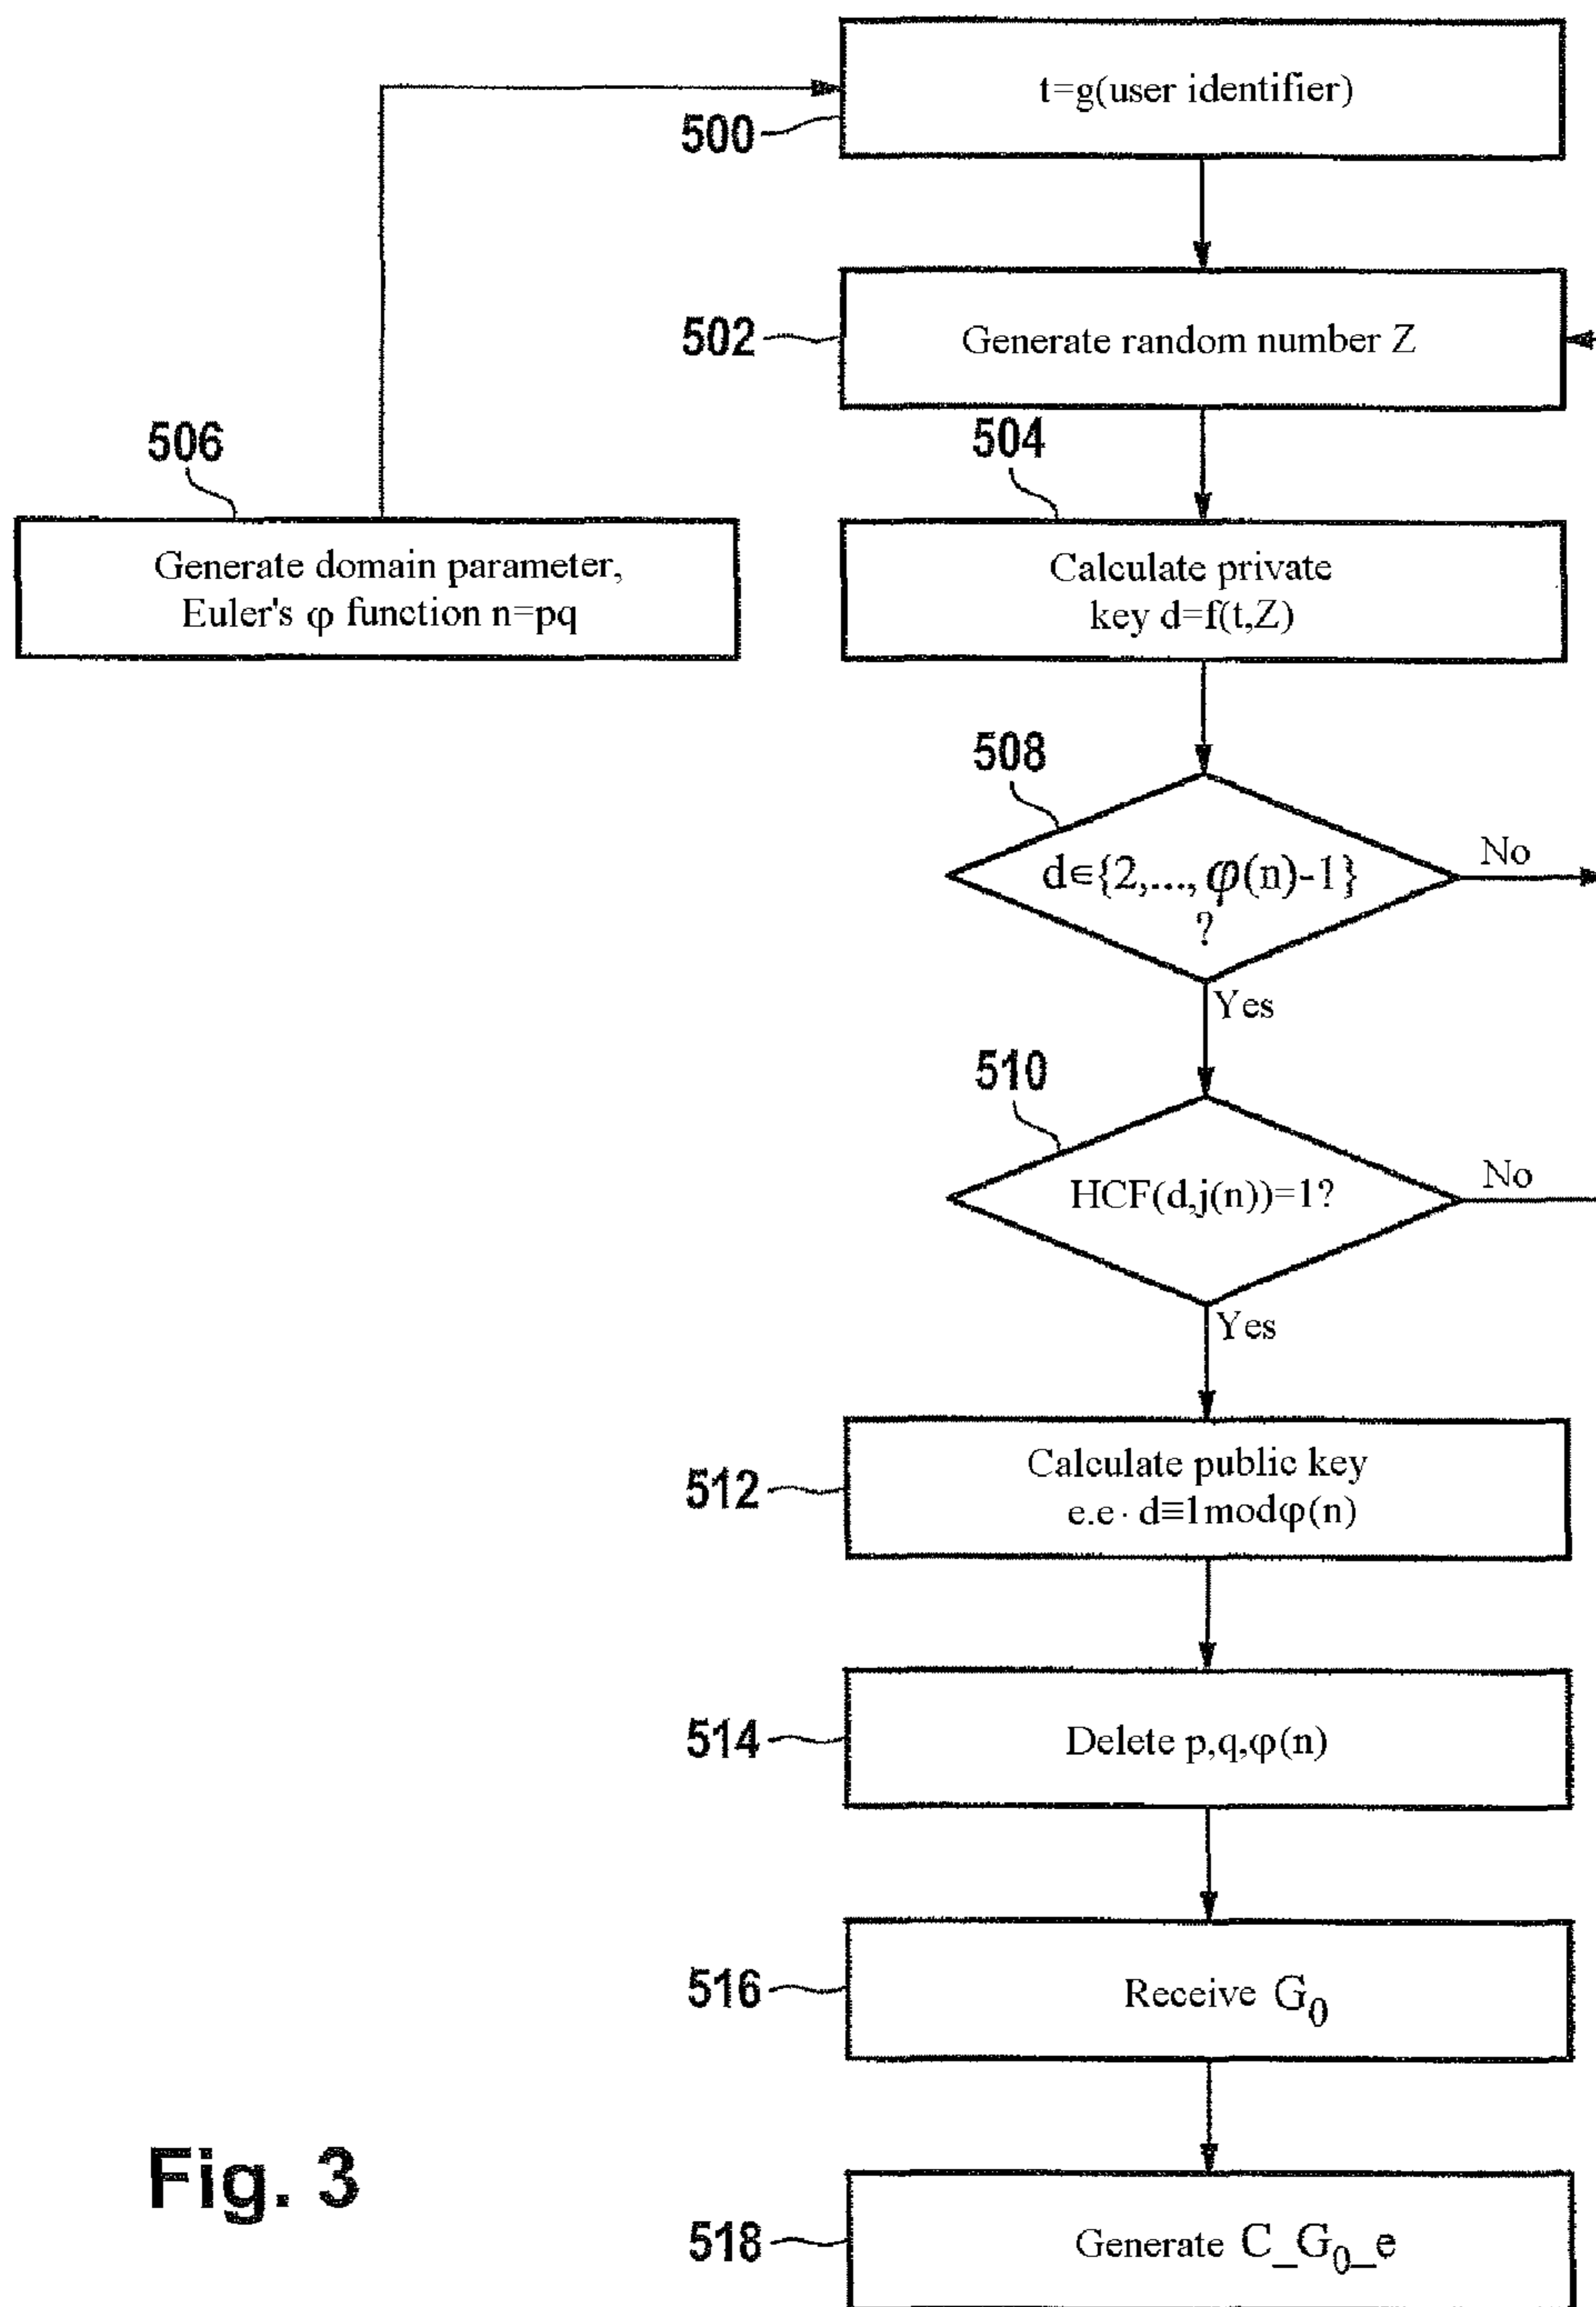 t=g(user identifier)
500
502
Generate random number Z
506
504
Generate domain parameter,
Euler's φ function n=pq
Calculate private
key d=f(t,Z)
508
d∈{2,..., φ(n)-1}
?
No
Yes
510
HCF(d,j(n))=1?
No
Yes
512
Calculate public key
e.e · d≡1modφ(n)
514
Delete p,q,φ(n)
516
Receive G₀
Fig. 3
518
Generate C_G₀_e